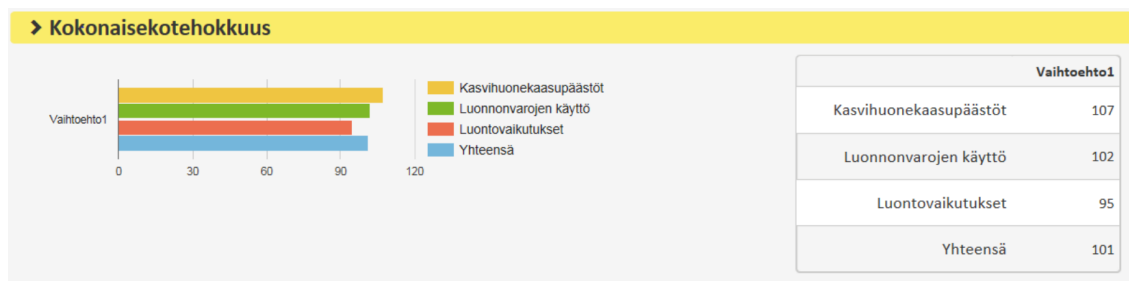 Kokonaisekotehokkuus
Vaihtoehto1
0 30 60 90 120
Kasvihuonekaasupäästöt
Luonnonvarojen käyttö
Luontovaikutukset
Yhteensä
Vaihtoehto1
Kasvihuonekaasupäästöt 107
Luonnonvarojen käyttö 102
Luontovaikutukset 95
Yhteensä 101